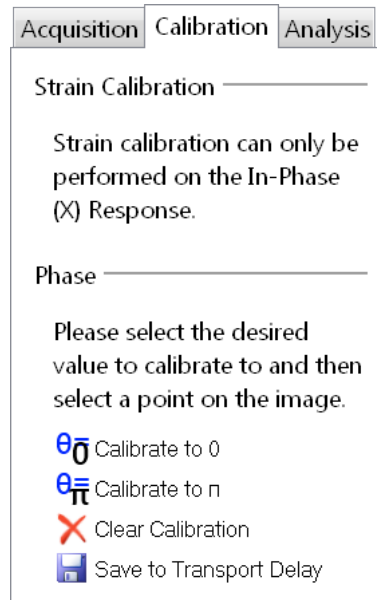 Acquisition Calibration Analysis
Strain Calibration
Strain calibration can only be
performed on the In-Phase
(X) Response.
Phase
Please select the desired
value to calibrate to and then
select a point on the image.
θ=0 Calibrate to 0
θ=π Calibrate to π
Clear Calibration
Save to Transport Delay